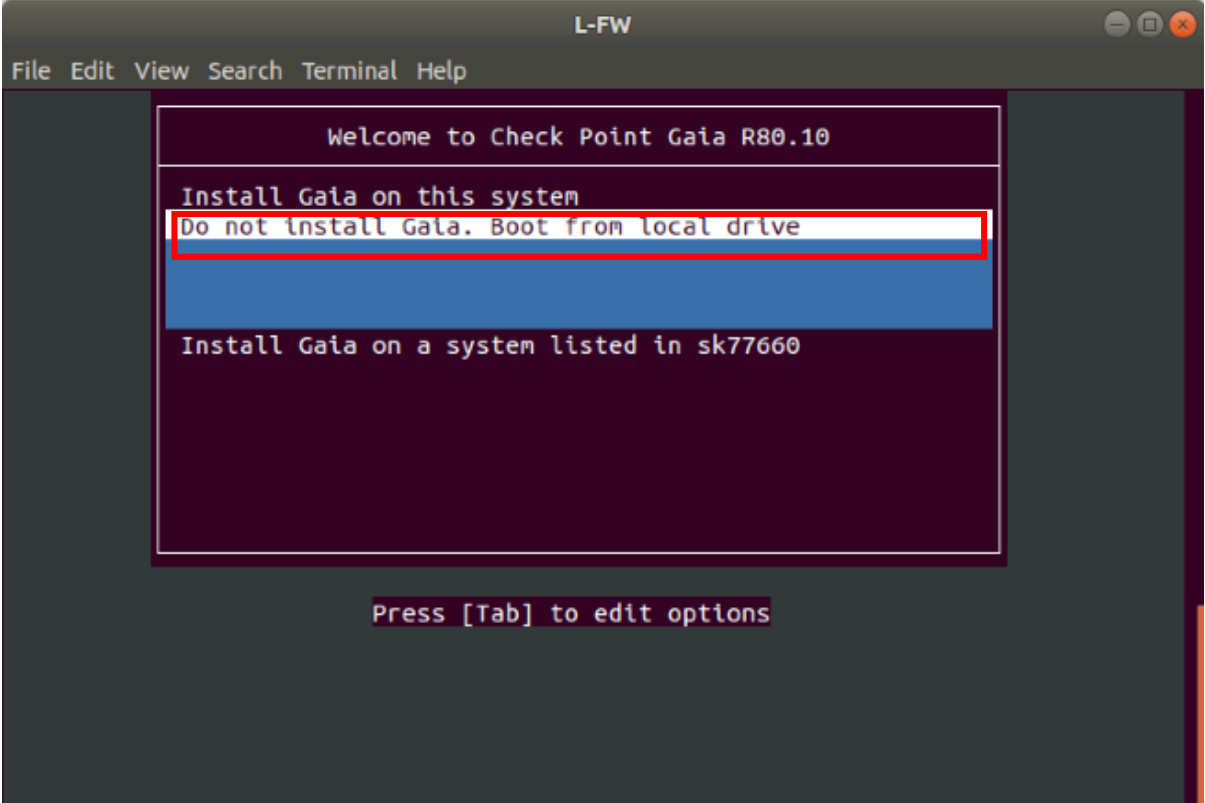 L-FW
File Edit View Search Terminal Help
Welcome to Check Point Gaia R80.10
Install Gaia on this system
Do not install Gaia. Boot from local drive
Install Gaia on a system listed in sk77660
Press [Tab] to edit options